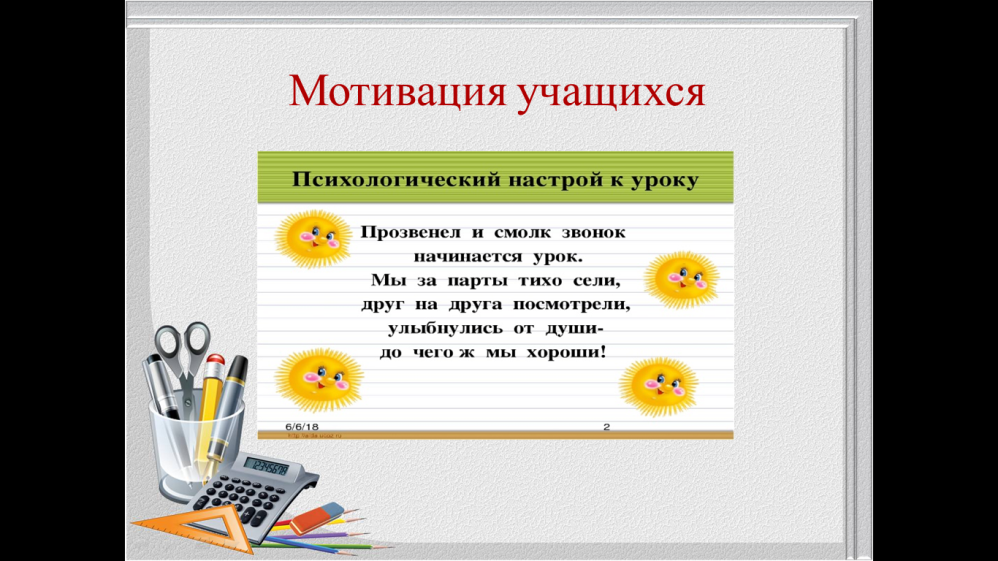 Мотивация учащихся
Психологический настрой к уроку
Прозвенел и смолк звонок
начинается урок.
Мы за парты тихо сели,
друг на друга посмотрели,
улыбнулись от души-
до чего ж мы хороши!
6/6/18 2